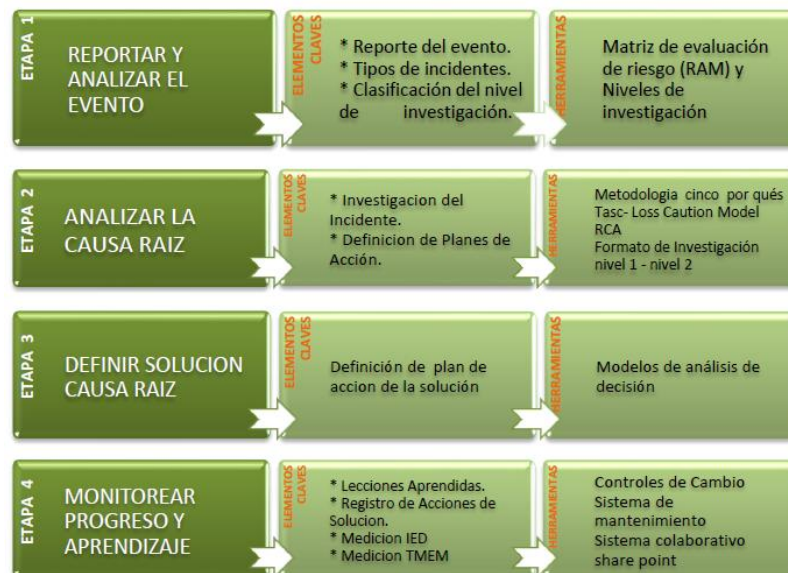 ETAPA 1
REPORTAR Y
ANALIZAR EL
EVENTO
ELEMENTOS
CLAVES
* Reporte del evento.
* Tipos de incidentes.
* Clasificación del nivel
de investigación.
HERRAMIENTAS
Matriz de evaluación
de riesgo (RAM) y
Niveles de
investigación
ETAPA 2
ANALIZAR LA
CAUSA RAIZ
ELEMENTOS
CLAVES
* Investigacion del
Incidente.
* Definicion de Planes de
Acción.
HERRAMIENTAS
Metodologia cinco por qués
Tasc- Loss Caution Model
RCA
Formato de Investigación
nivel 1 - nivel 2
ETAPA 3
DEFINIR SOLUCION
CAUSA RAIZ
ELEMENTOS
CLAVES
Definición de plan de
accion de la solución
HERRAMIENTAS
Modelos de análisis de
decisión
ETAPA 4
MONITOREAR
PROGRESO Y
APRENDIZAJE
ELEMENTOS
CLAVES
* Lecciones Aprendidas.
* Registro de Acciones de
Solucion.
* Medicion IED
* Medicion TMEM
HERRAMIENTAS
Controles de Cambio
Sistema de
mantenimiento
Sistema colaborativo
share point